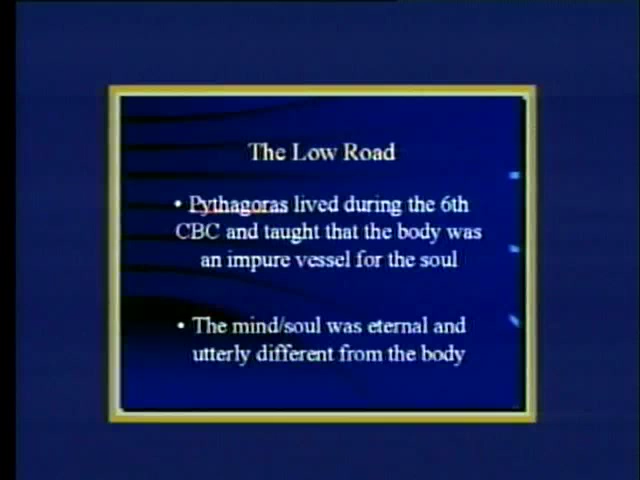 The Low Road
• Pythagoras lived during the 6th
CBC and taught that the body was
an impure vessel for the soul
• The mind/soul was eternal and
utterly different from the body